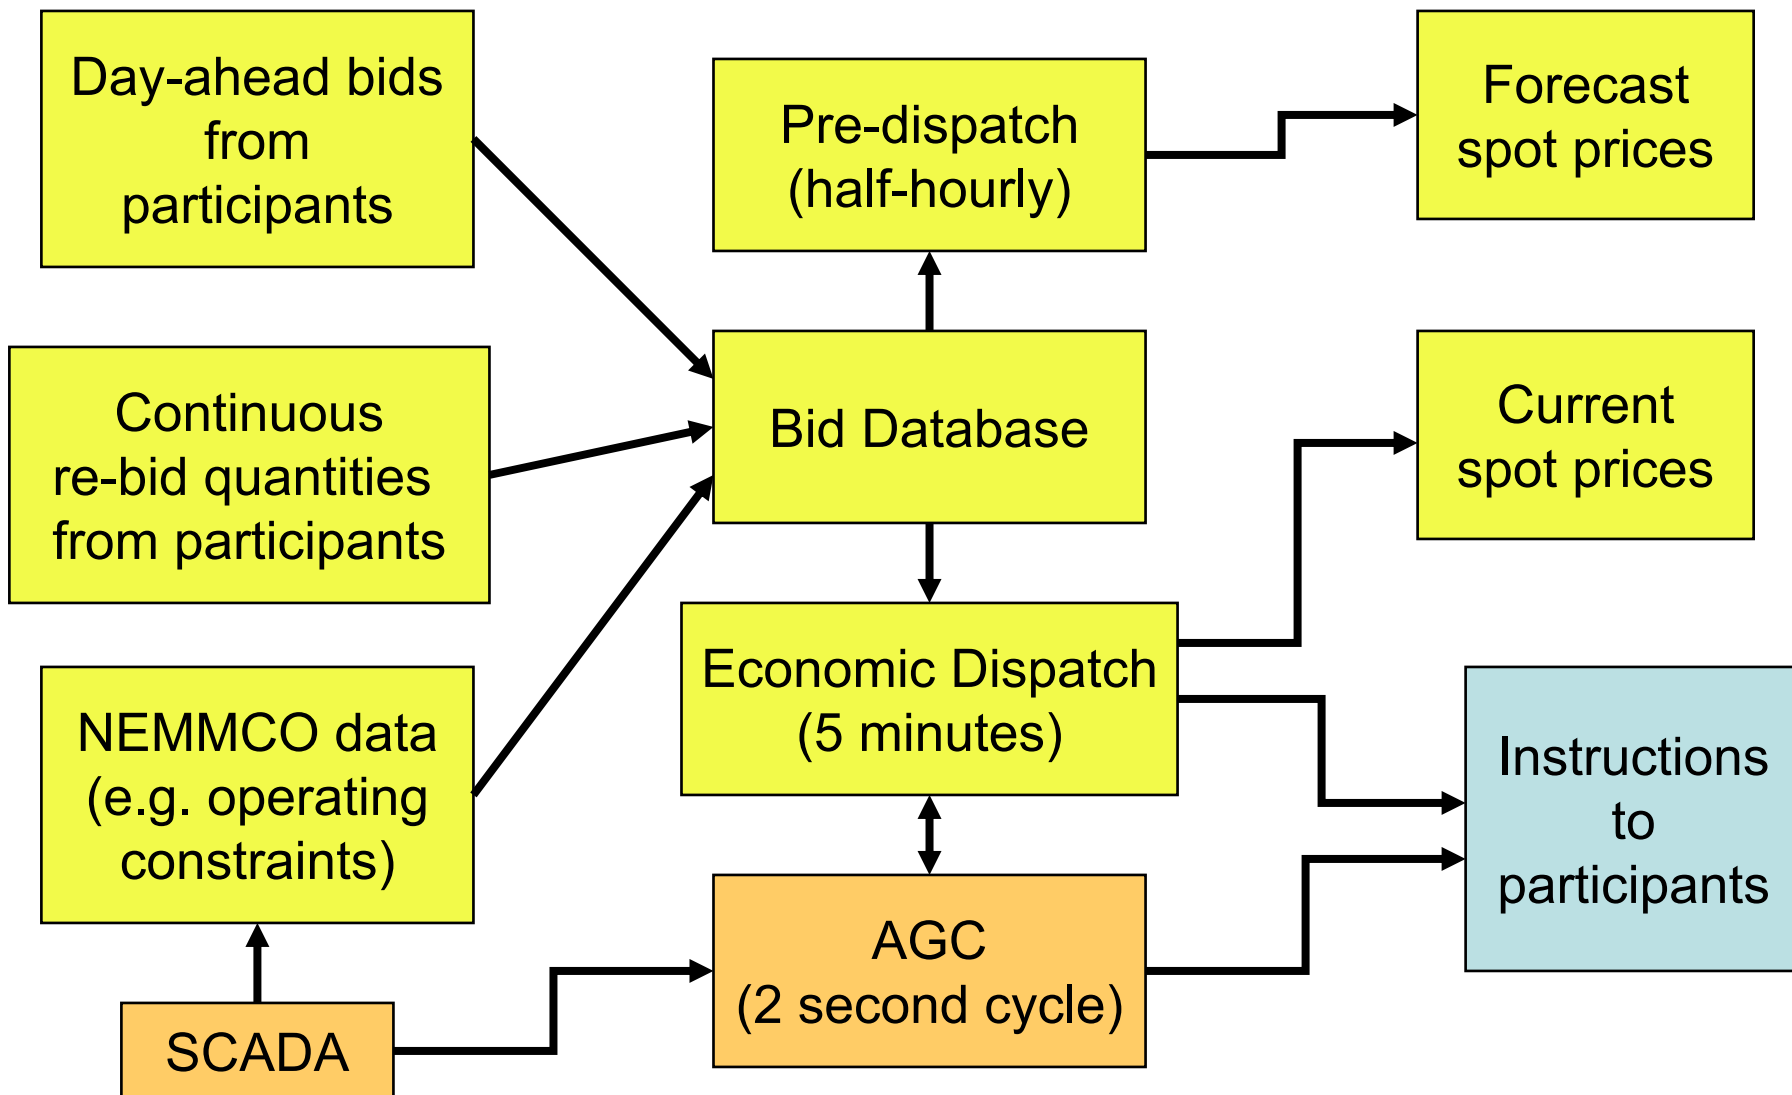 Day-ahead bids
from
participants
Pre-dispatch
(half-hourly)
Forecast
spot prices
Continuous
re-bid quantities
from participants
Bid Database
Current
spot prices
NEMMCO data
(e.g. operating
constraints)
Economic Dispatch
(5 minutes)
Instructions
to
participants
SCADA
AGC
(2 second cycle)